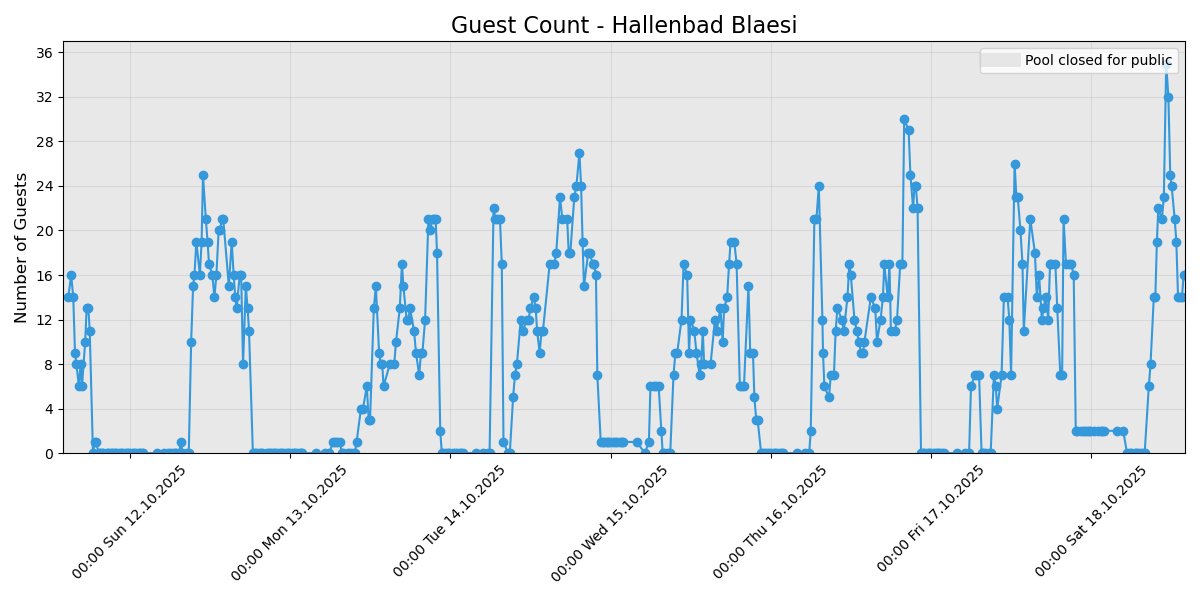 Guest Count - Hallenbad Blaesi
Pool closed for public
Number of Guests
36
32
28
24
20
16
12
8
4
0
00:00 Sun 12.10.2025
00:00 Mon 13.10.2025
00:00 Tue 14.10.2025
00:00 Wed 15.10.2025
00:00 Thu 16.10.2025
00:00 Fri 17.10.2025
00:00 Sat 18.10.2025